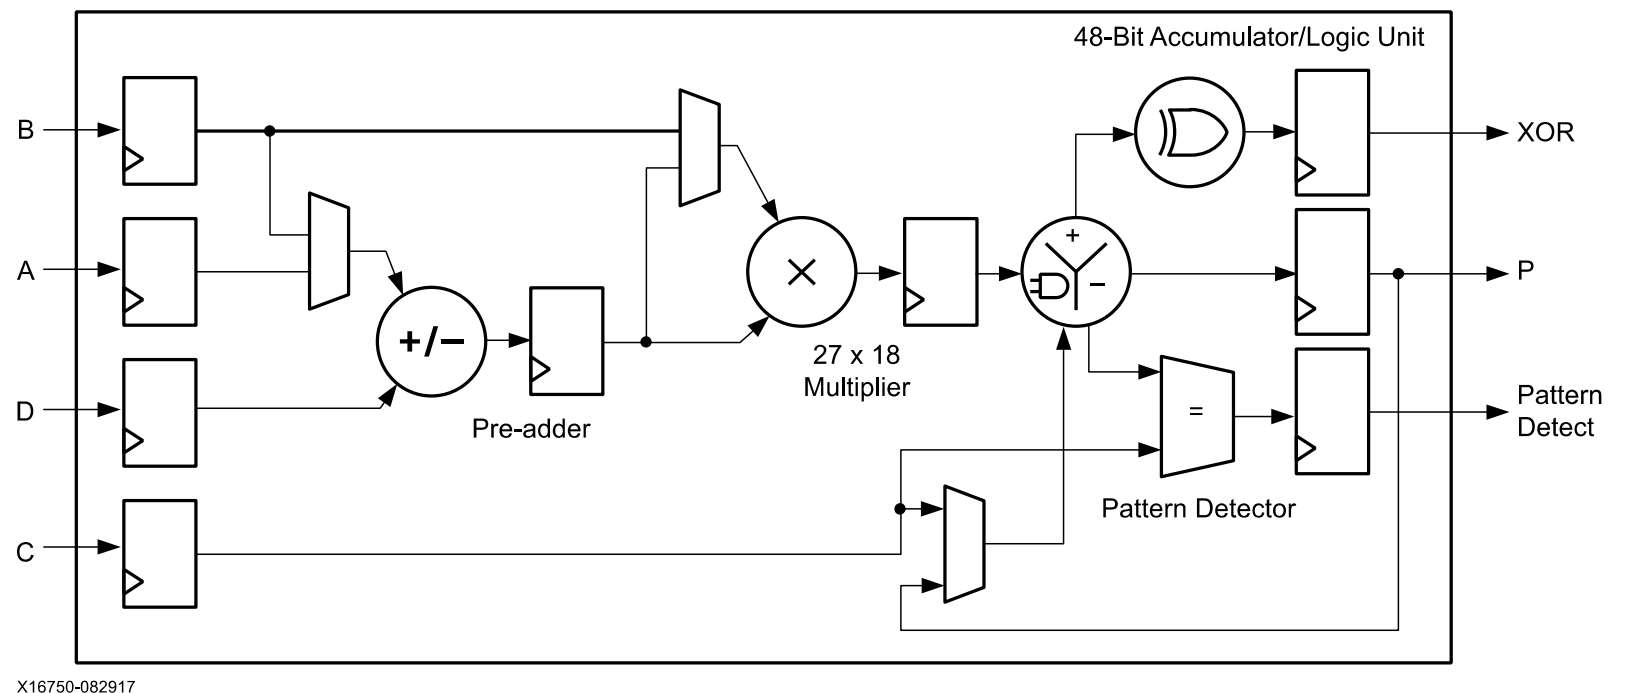 48-Bit Accumulator/Logic Unit
B
XOR
A
+
−
P
+/−
×
27 x 18
Multiplier
D
Pre-adder
=
Pattern
Detect
Pattern Detector
C
X16750-082917